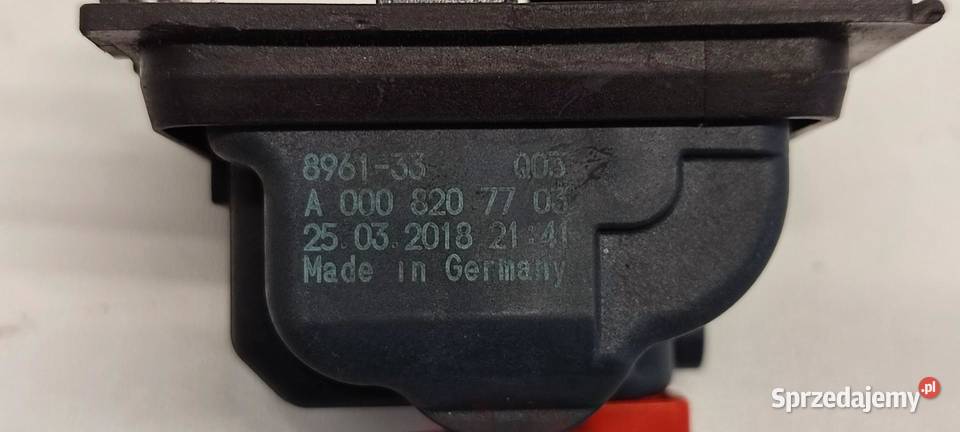 8961-33 Q03
A 000 820 77 03
25.03.2018 21:41
Made in Germany
Sprzedajemy.pl